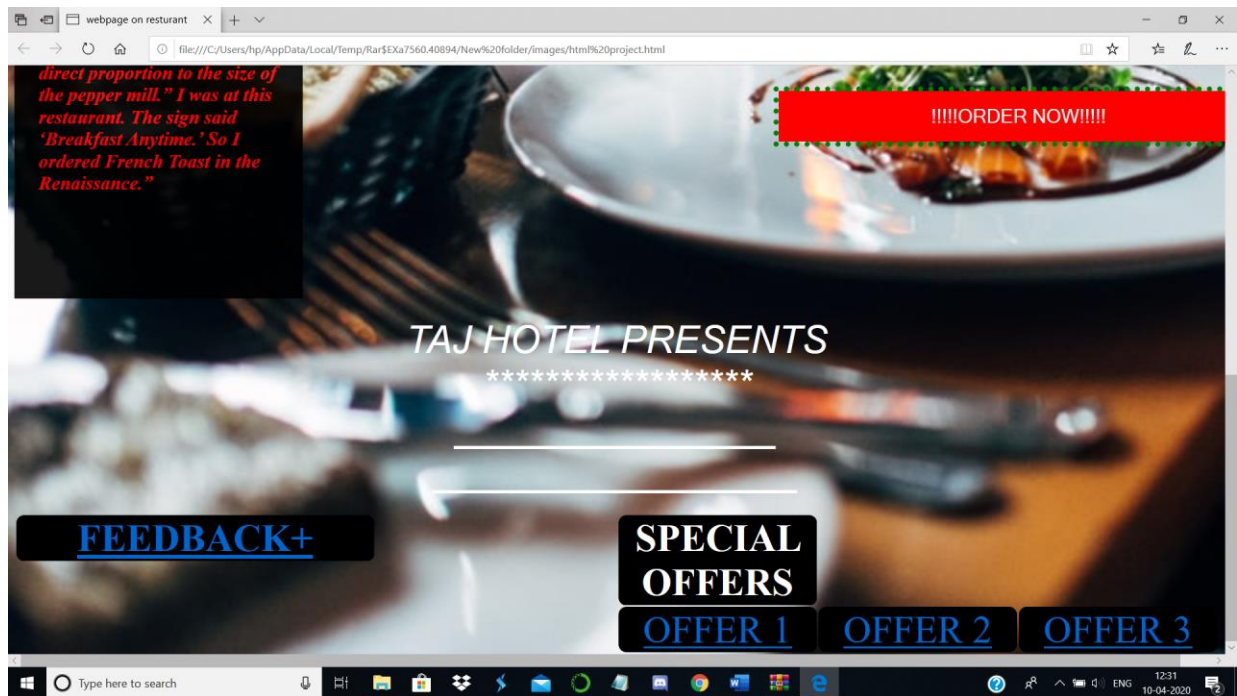 webpage on resturant
file:///C:/Users/hp/AppData/Local/Temp/Rar$EXa7560.40894/New%20folder/images/html%20project.html
direct proportion to the size of
the pepper mill.” I was at this
restaurant. The sign said
‘Breakfast Anytime.’ So I
ordered French Toast in the
Renaissance.”
!!!!!ORDER NOW!!!!!
TAJ HOTEL PRESENTS
******************
FEEDBACK+
SPECIAL
OFFERS
OFFER 1 OFFER 2 OFFER 3
Type here to search
ENG
12:31
10-04-2020
2